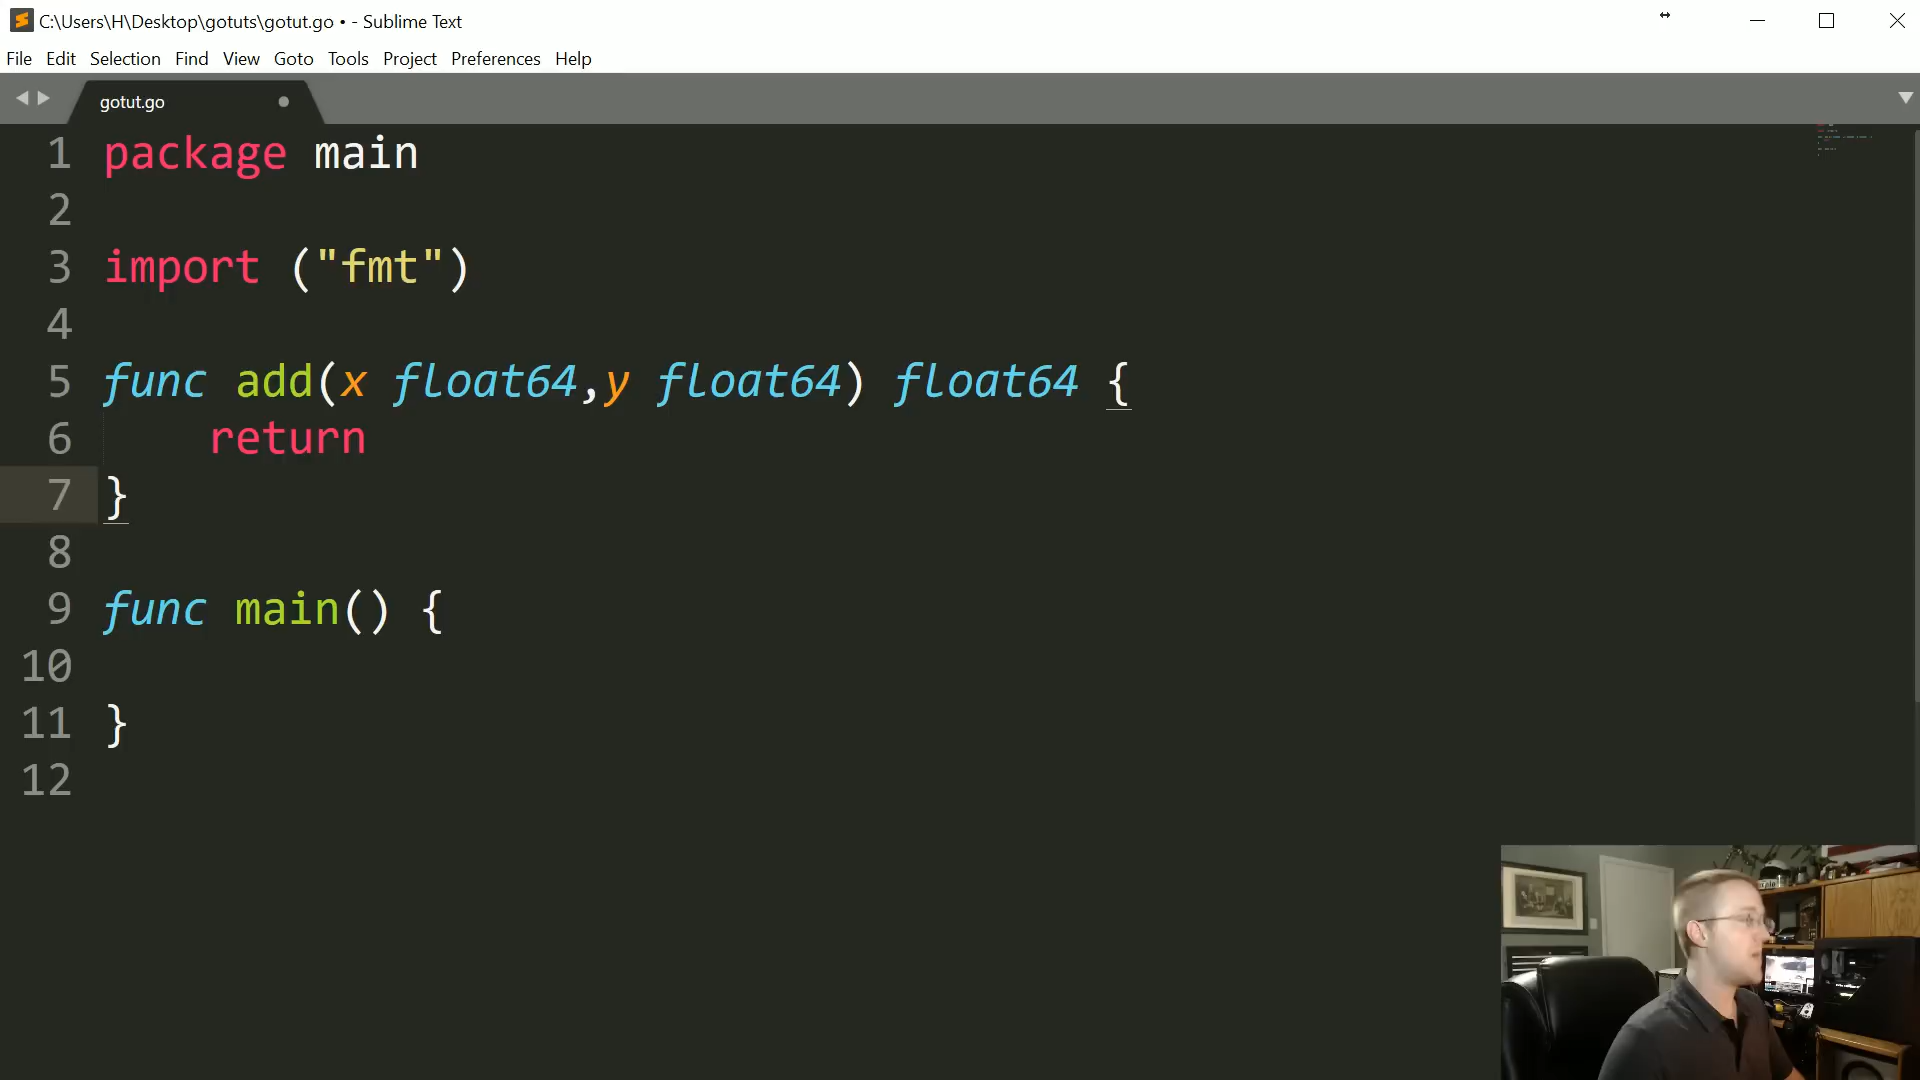 C:\Users\H\Desktop\gotuts\gotut.go • - Sublime Text
File Edit Selection Find View Goto Tools Project Preferences Help
gotut.go
1 package main
2
3 import ("fmt")
4
5 func add(x float64,y float64) float64 {
6 return
7 }
8
9 func main() {
10
11 }
12